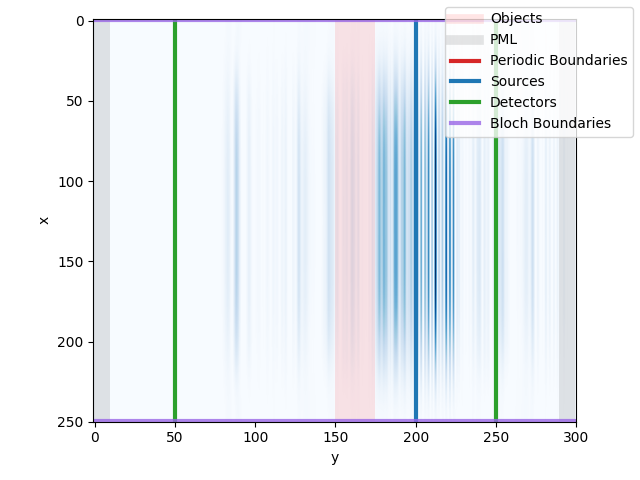 Objects
PML
Periodic Boundaries
Sources
Detectors
Bloch Boundaries
0
50
100
150
200
250
x
0 50 100 150 200 250 300
y